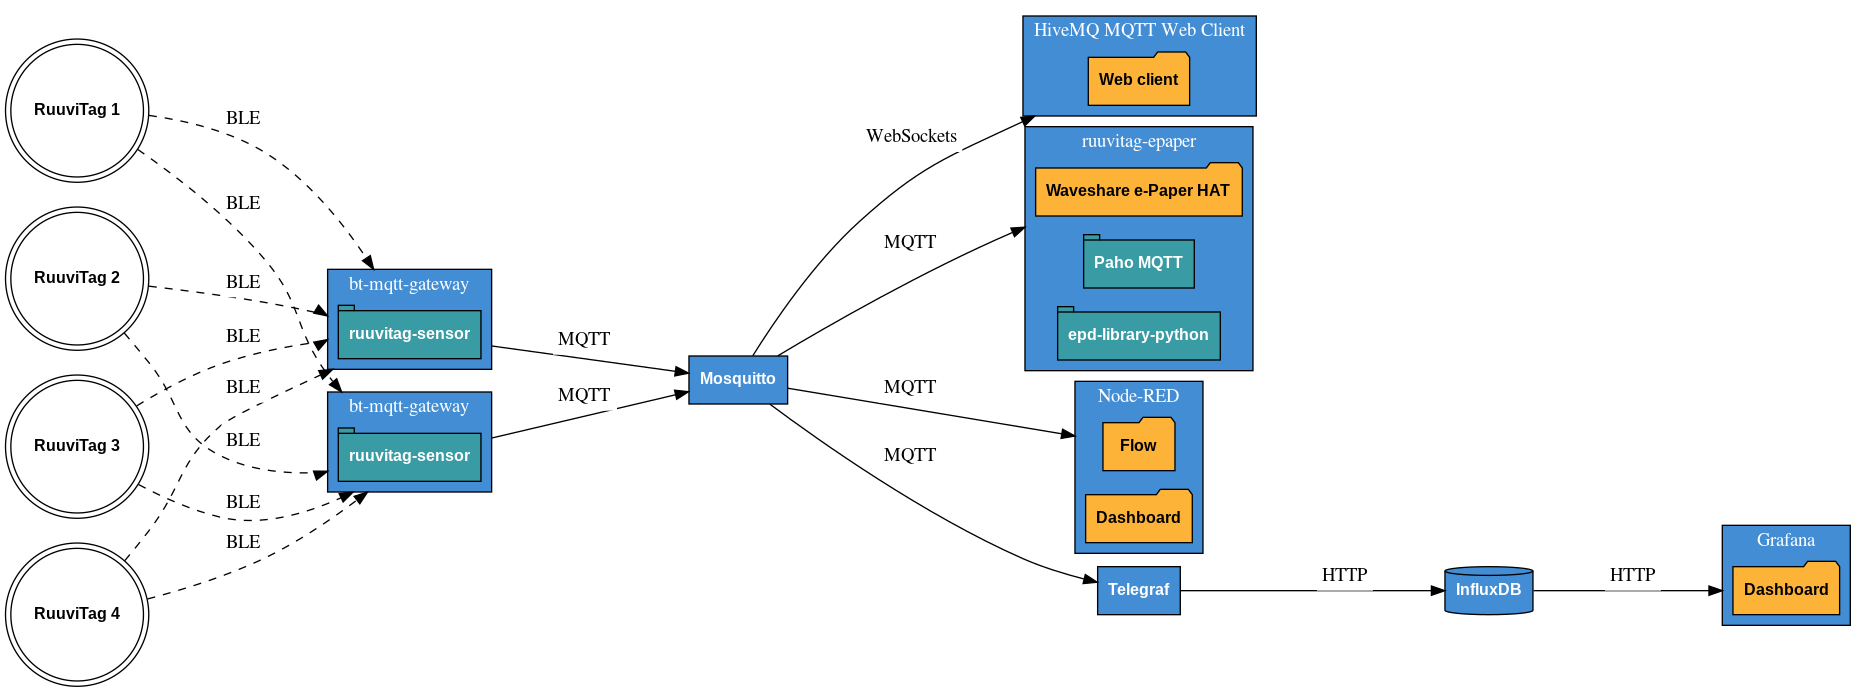 RuuviTag 1
RuuviTag 2
RuuviTag 3
RuuviTag 4
BLE
BLE
BLE
BLE
BLE
BLE
BLE
BLE
bt-mqtt-gateway
ruuvitag-sensor
bt-mqtt-gateway
ruuvitag-sensor
MQTT
MQTT
Mosquitto
WebSockets
MQTT
MQTT
MQTT
HiveMQ MQTT Web Client
Web client
ruuvitag-epaper
Waveshare e-Paper HAT
Paho MQTT
epd-library-python
Node-RED
Flow
Dashboard
Telegraf
HTTP
InfluxDB
HTTP
Grafana
Dashboard